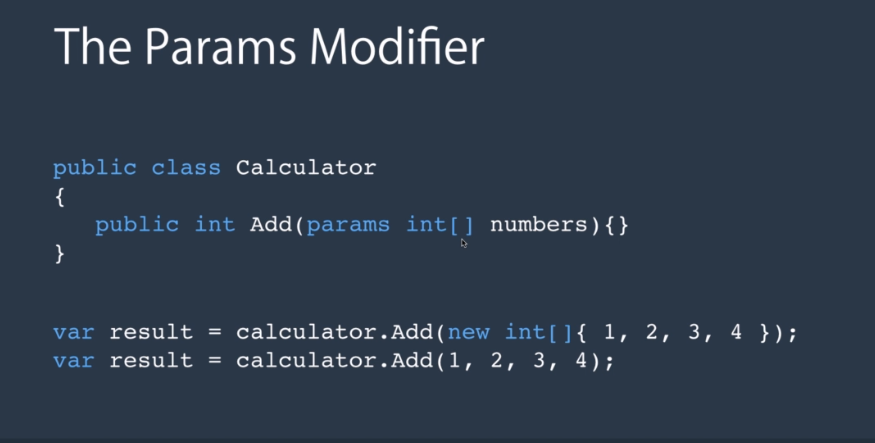 The Params Modifier
public class Calculator
{
public int Add(params int[] numbers){}
}
var result = calculator.Add(new int[]{ 1, 2, 3, 4 });
var result = calculator.Add(1, 2, 3, 4);